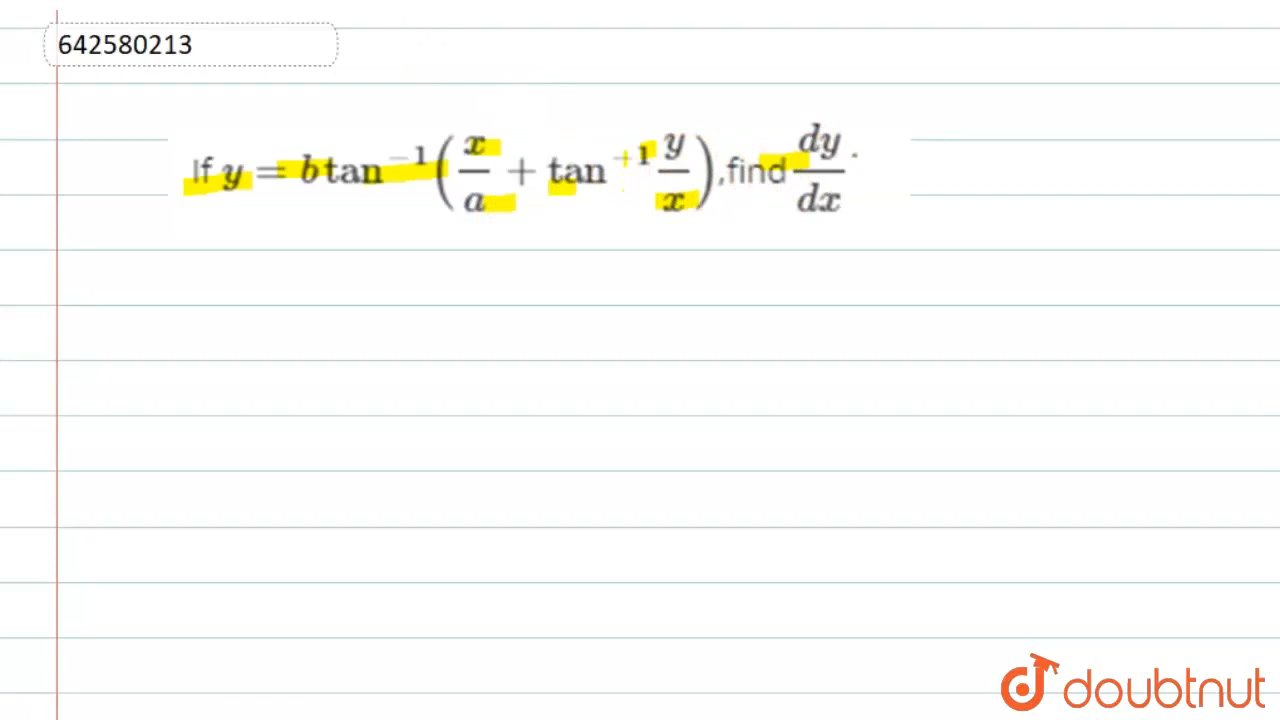 642580213
If y = b tan⁻¹(x/a + tan⁻¹ y/x), find dy/dx.
doubtnut